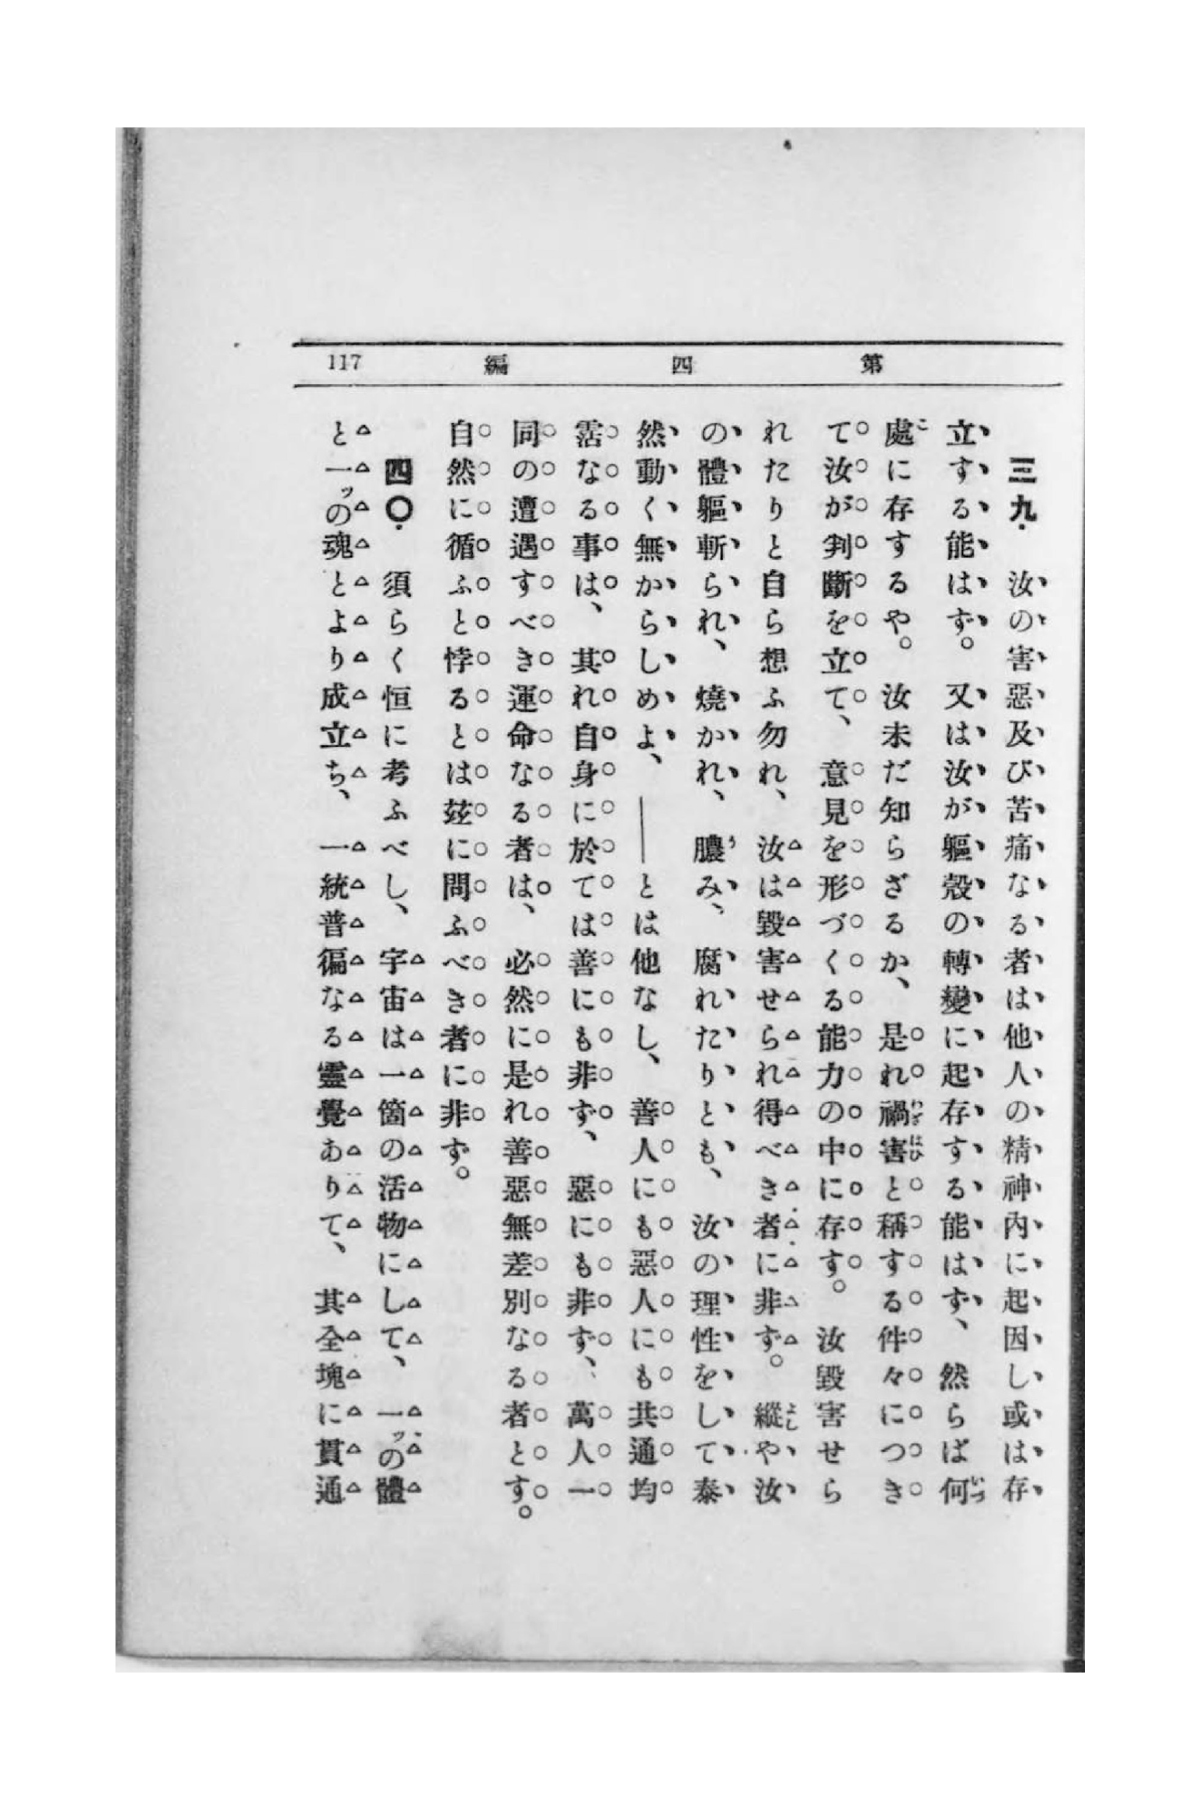 第四編 117
三九. 汝の害惡及び苦痛なる者は他人の精神內に起因し或は存
立する能はず。又は汝が軀殼の轉變に起存する能はず、然らば何
處に存するや。汝未だ知らざるか、是れ禍害と稱する件々につき
て汝が判斷を立て、意見を形づくる能力の中に存す。汝毀害せら
れたりと自ら想ふ勿れ、汝は毀害せられ得べき者に非ず。縱や汝
の體軀斬られ、燒かれ、膿み、腐れたりとも、汝の理性をして泰
然動く無からしめよ、――とは他なし、善人にも惡人にも共通均
霑なる事は、其れ自身に於ては善にも非ず、惡にも非ず、萬人一
同の遭遇すべき運命なる者は、必然に是れ善惡無差別なる者とす。
自然に循ふと悖るとは玆に問ふべき者に非ず。
四〇. 須らく恒に考ふべし、宇宙は一箇の活物にして、一ッの體
と一ッの魂とより成立ち、一統普徧なる靈覺ありて、其全塊に貫通